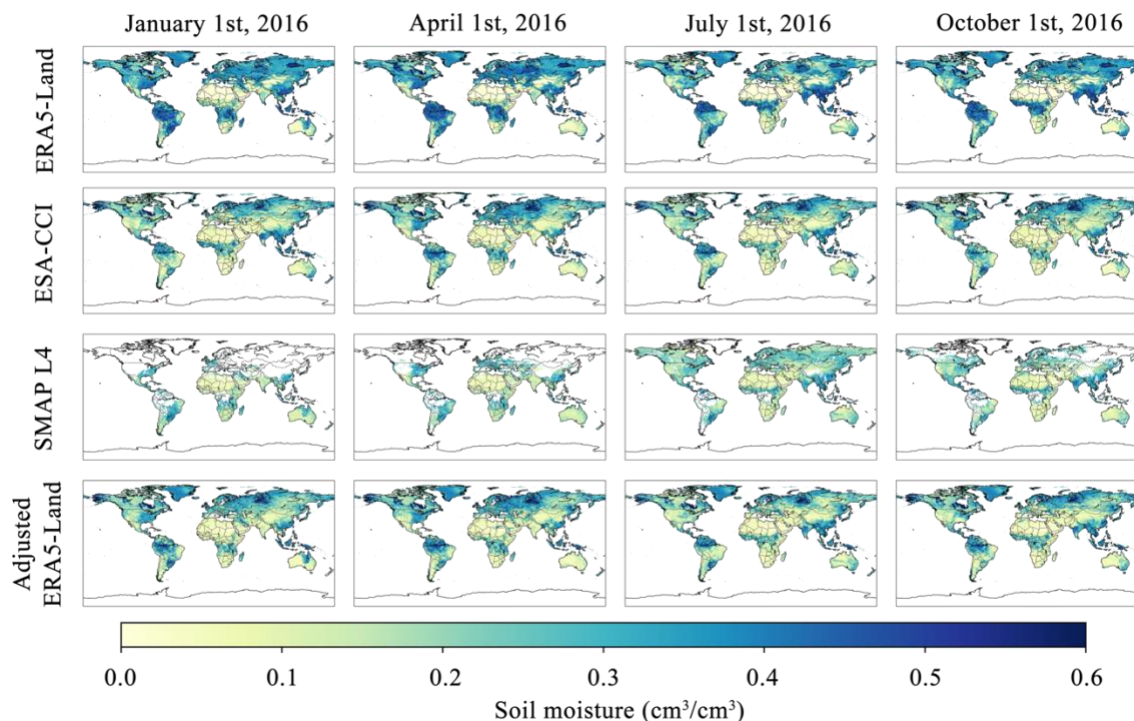 January 1st, 2016 April 1st, 2016 July 1st, 2016 October 1st, 2016
ERA5-Land
ESA-CCI
SMAP L4
Adjusted
ERA5-Land
0.0 0.1 0.2 0.3 0.4 0.5 0.6
Soil moisture (cm³/cm³)